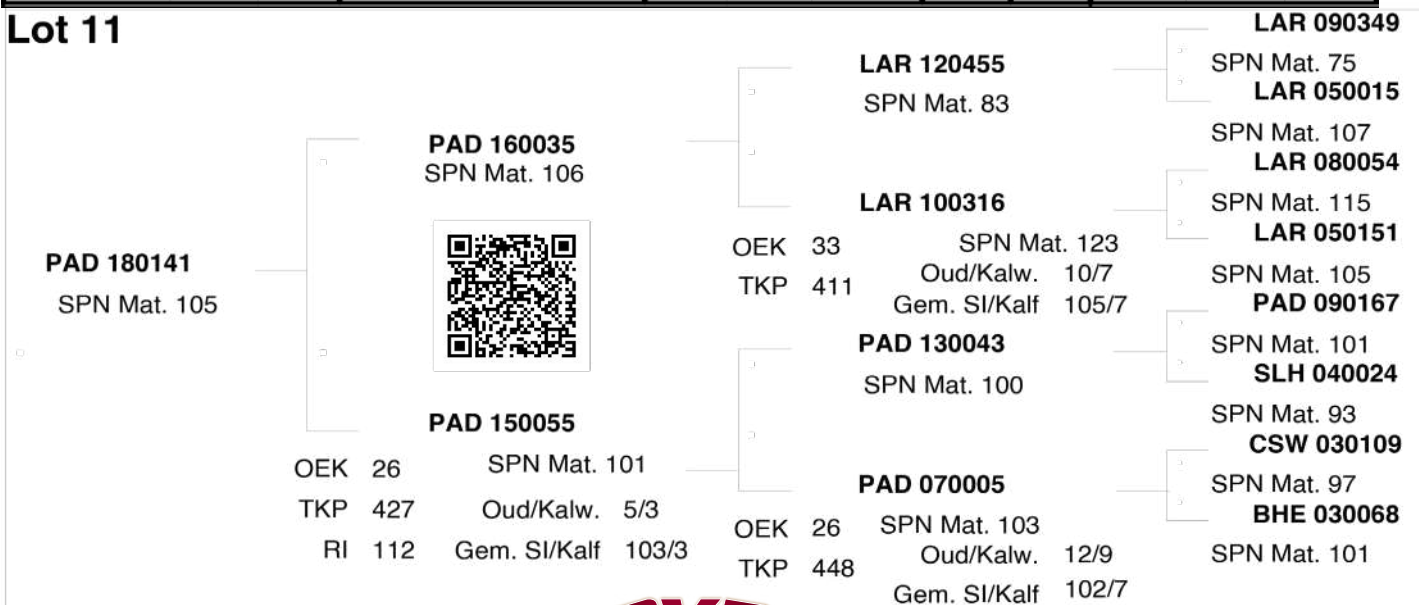 Lot 11
PAD 180141
SPN Mat. 105
PAD 160035
SPN Mat. 106
PAD 150055
OEK 26 SPN Mat. 101
TKP 427 Oud/Kalw. 5/3
RI 112 Gem. SI/Kalf 103/3
LAR 120455
SPN Mat. 83
LAR 100316
OEK 33 SPN Mat. 123
TKP 411 Oud/Kalw. 10/7
Gem. SI/Kalf 105/7
PAD 130043
SPN Mat. 100
PAD 070005
OEK 26 SPN Mat. 103
TKP 448 Oud/Kalw. 12/9
Gem. SI/Kalf 102/7
LAR 090349
SPN Mat. 75
LAR 050015
SPN Mat. 107
LAR 080054
SPN Mat. 115
LAR 050151
SPN Mat. 105
PAD 090167
SPN Mat. 101
SLH 040024
SPN Mat. 93
CSW 030109
SPN Mat. 97
BHE 030068
SPN Mat. 101